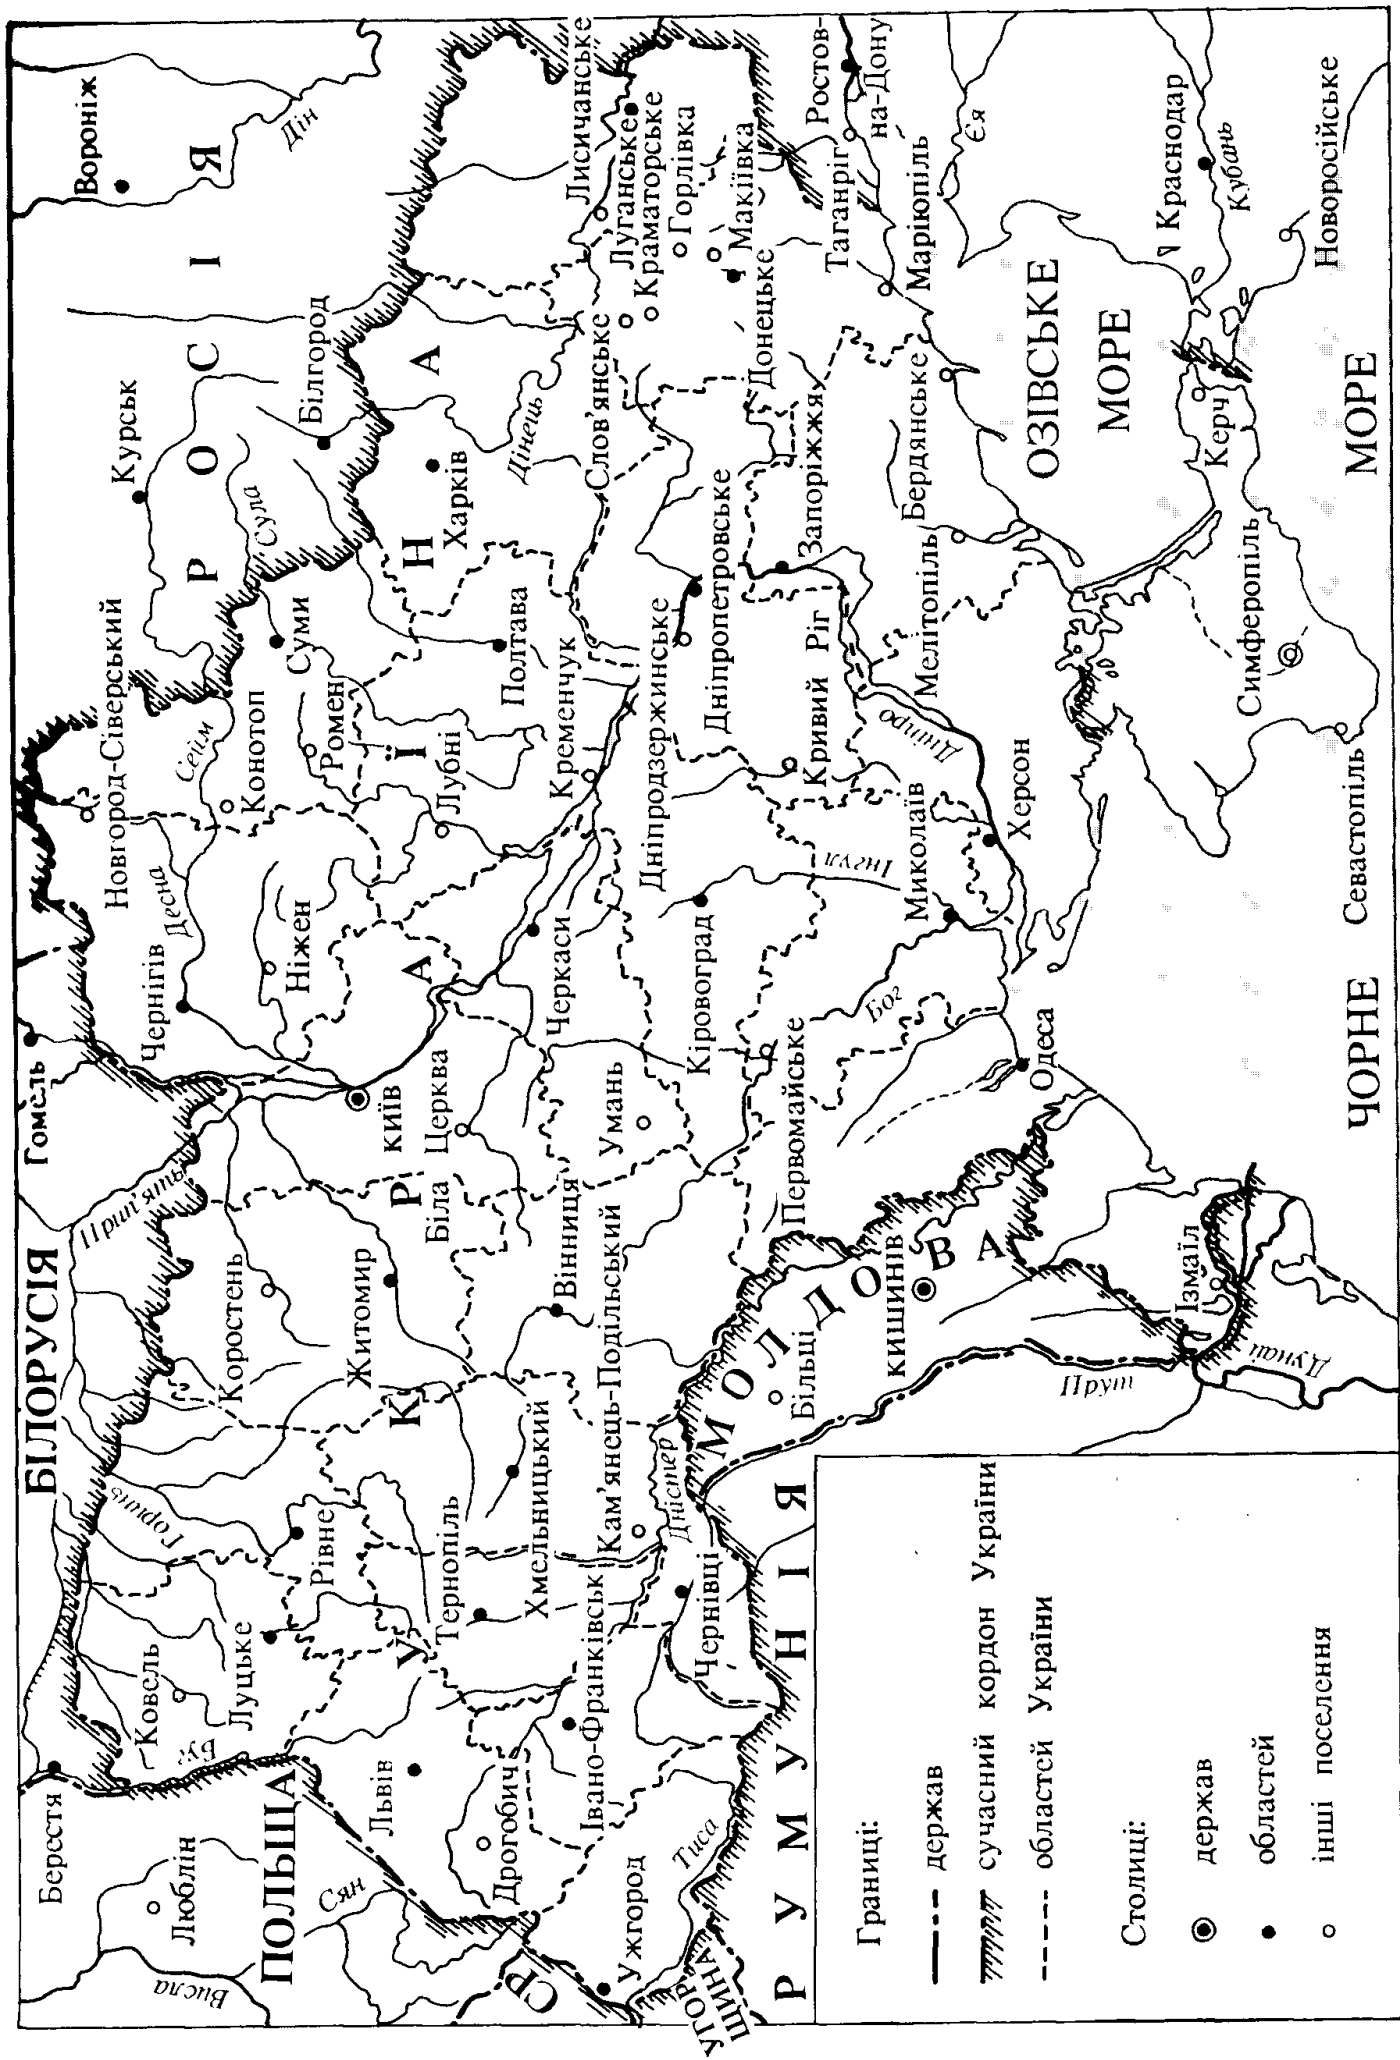 БІЛОРУСІЯ
Гомель
Берестя
Люблін
Висла
ПОЛЬЩА
Сян
СР
УГОР
ЩИНА
РУМУНІЯ
МОЛДОВА
КИШИНІВ
Більці
Прут
Дунай
Ізмаїл
РОСІЯ
Вороніж
Дін
Курськ
Білгород
Сула
Сейм
УКРАЇНА
Новгород-Сіверський
Чернігів
Десна
Конотоп
Суми
Ромен
Ніжен
Прип'ять
Коростень
Житомир
КИЇВ
Біла Церква
Ковель
Буг
Луцьке
Горинь
Рівне
Львів
Тернопіль
Хмельницький
Вінниця
Дрогобич
Івано-Франківськ
Кам'янець-Подільський
Дністер
Чернівці
Ужгород
Тиса
Умань
Черкаси
Лубні
Полтава
Кременчук
Харків
Дінець
Слов'янське
Лисичанське
Луганське
Краматорське
Горлівка
Макіївка
Донецьке
Дніпродзержинське
Дніпропетровське
Запоріжжя
Кіровоград
Первомайське
Кривий Ріг
Інгул
Бог
Миколаїв
Дніпро
Херсон
Одеса
Мелітопіль
Бердянське
Маріюпіль
Таганріг
Ростов-
на-Дону
Єя
ОЗІВСЬКЕ
МОРЕ
Краснодар
Кубань
Новоросійське
Керч
Симферопіль
Севастопіль
ЧОРНЕ МОРЕ
Границі:
держав
сучасний кордон України
областей України
Столиці:
держав
областей
інші поселення